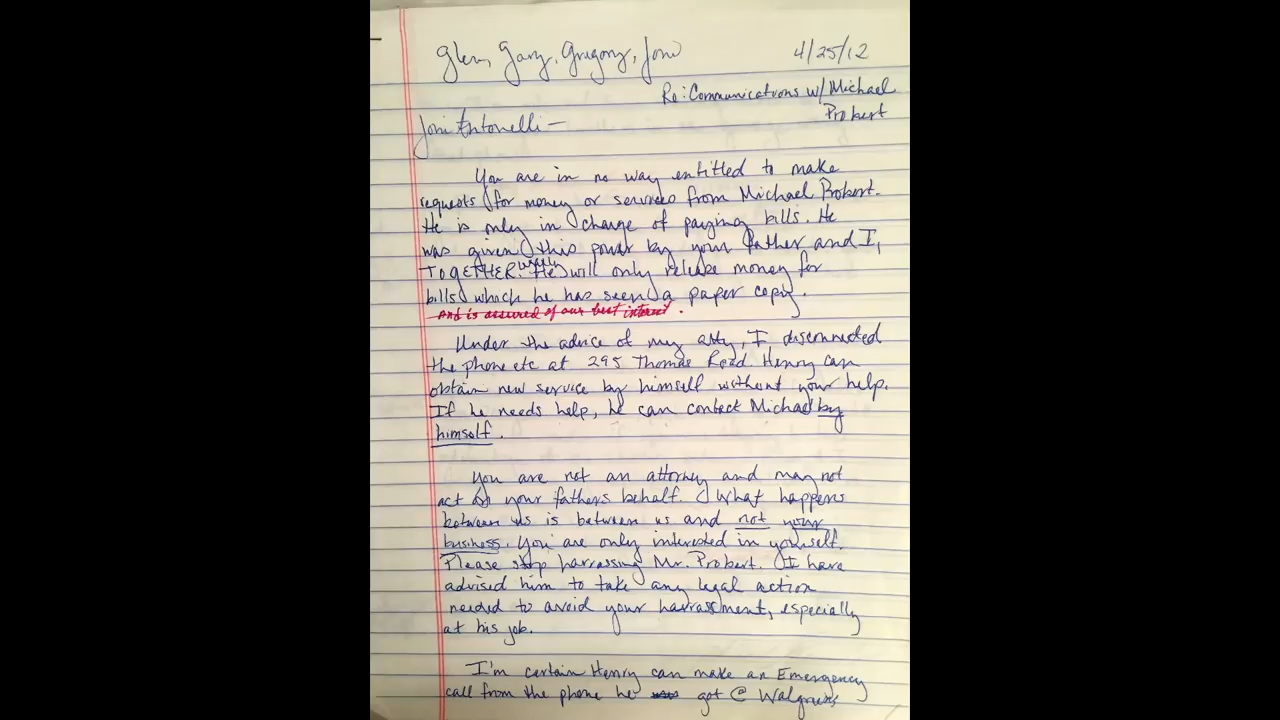 Glen, Gary, Gregory, Joni 4/25/12
Re: Communications w/ Michael
Probert
Joni Antonelli —
You are in no way entitled to make
requests for money or services from Michael Probert.
He is only in charge of paying bills. He
was given this power by your father and I,
TOGETHER! He will only release money for
bills which he has seen a paper copy.
And is assured of our best interest.
Under the advice of my atty, I disconnected
the phone etc at 295 Thomas Road. Henry can
obtain new service by himself without your help.
If he needs help, he can contact Michael by
himself.
You are not an attorney and may not
act on your fathers behalf. What happens
between us is between us and not your
business. You are only interested in yourself.
Please stop harrassing Mr. Probert. I have
advised him to take any legal action
needed to avoid your harrassment, especially
at his job.
I'm certain Henry can make an Emergency
call from the phone he got @ Walgreens